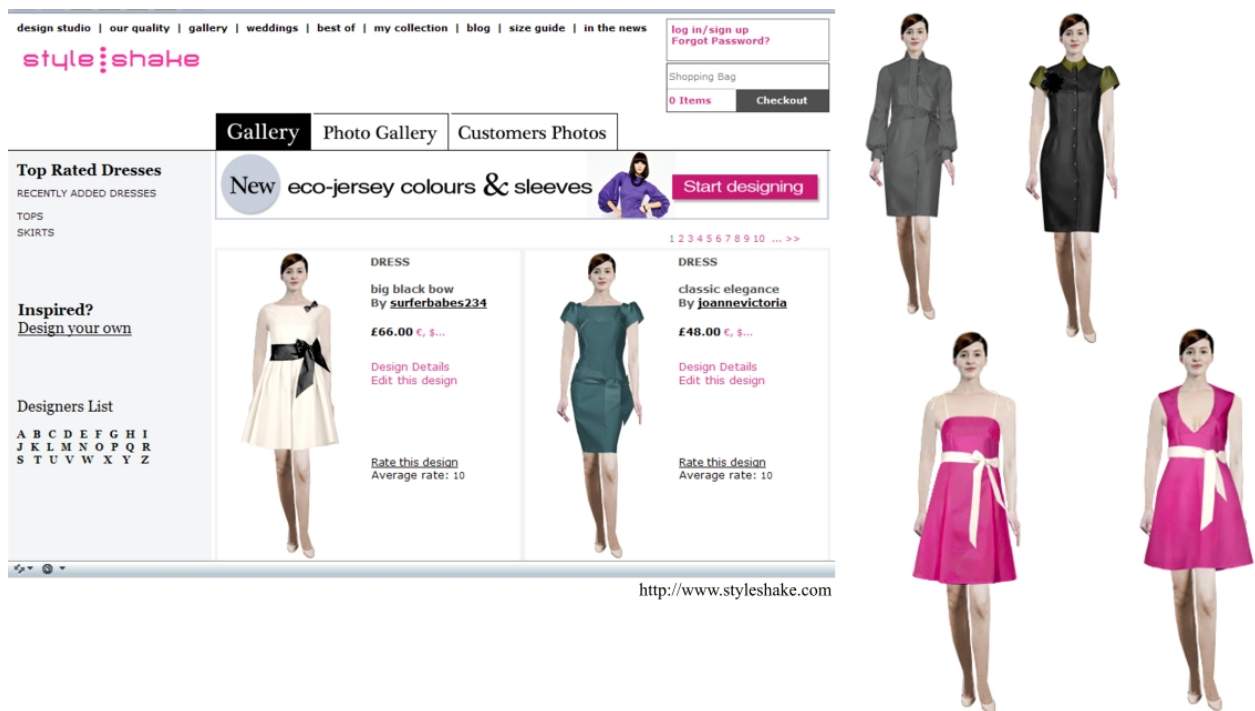 design studio | our quality | gallery | weddings | best of | my collection | blog | size guide | in the news
log in/sign up
Forgot Password?
style shake
Shopping Bag
0 Items
Checkout
Gallery
Photo Gallery
Customers Photos
Top Rated Dresses
RECENTLY ADDED DRESSES
TOPS
SKIRTS
New eco-jersey colours & sleeves
Start designing
1 2 3 4 5 6 7 8 9 10 ... >>
DRESS
big black bow
By surferbabes234
£66.00 €, $...
Design Details
Edit this design
Rate this design
Average rate: 10
DRESS
classic elegance
By joannevictoria
£48.00 €, $...
Design Details
Edit this design
Rate this design
Average rate: 10
Inspired?
Design your own
Designers List
A B C D E F G H I
J K L M N O P Q R
S T U V W X Y Z
http://www.styleshake.com